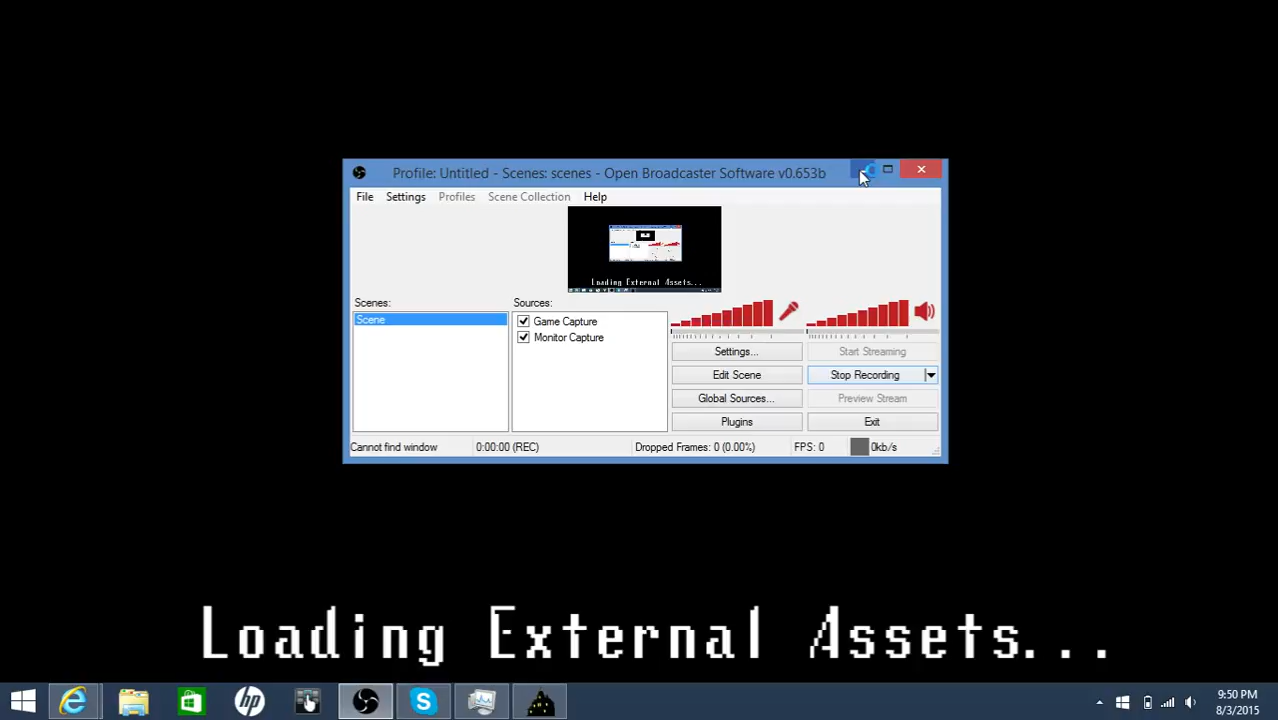 Profile: Untitled - Scenes: scenes - Open Broadcaster Software v0.653b
File Settings Profiles Scene Collection Help
Loading External Assets...
Scenes:
Sources:
Scene
Game Capture
Monitor Capture
Settings...
Start Streaming
Edit Scene
Stop Recording
Global Sources...
Preview Stream
Plugins
Exit
Cannot find window
0:00:00 (REC)
Dropped Frames: 0 (0.00%)
FPS: 0
0kb/s
Loading External Assets...
hp
9:50 PM
8/3/2015